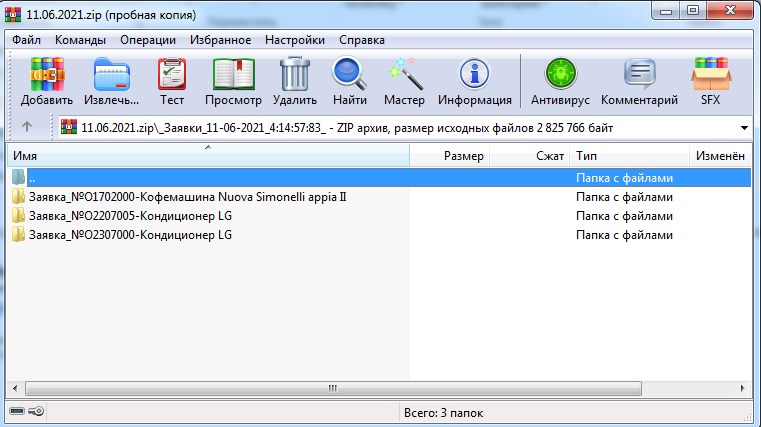 11.06.2021.zip (пробная копия)
Файл Команды Операции Избранное Настройки Справка
Добавить Извлечь... Тест Просмотр Удалить Найти Мастер Информация Антивирус Комментарий SFX
11.06.2021.zip\_Заявки_11-06-2021_4:14:57:83_ - ZIP архив, размер исходных файлов 2 825 766 байт
Имя Размер Сжат Тип Изменён
.. Папка с файлами
Заявка_№О1702000-Кофемашина Nuova Simonelli appia II Папка с файлами
Заявка_№О2207005-Кондиционер LG Папка с файлами
Заявка_№О2307000-Кондиционер LG Папка с файлами
Всего: 3 папок